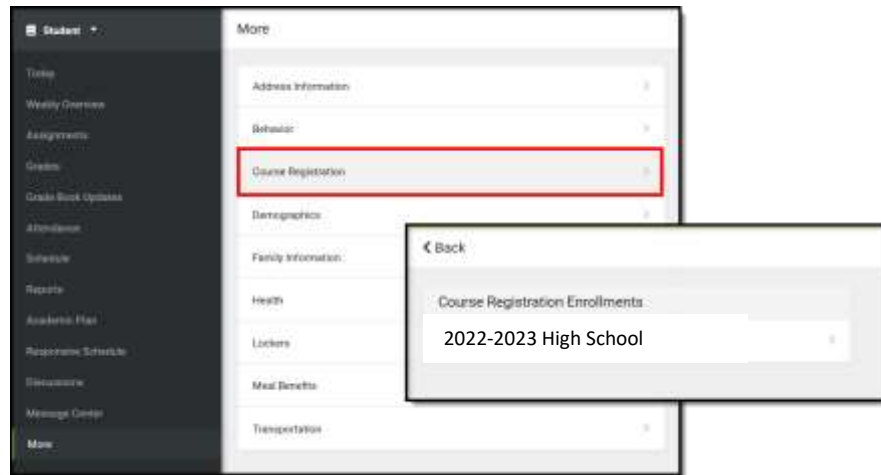 Student
Today
Weekly Overview
Assignments
Grades
Grade Book Updates
Attendance
Schedule
Reports
Academic Plan
Responsive Schedule
Discussions
Message Center
More
More
Address Information
Behavior
Course Registration
Demographics
Family Information
Health
Lockers
Meal Benefits
Transportation
Back
Course Registration Enrollments
2022-2023 High School